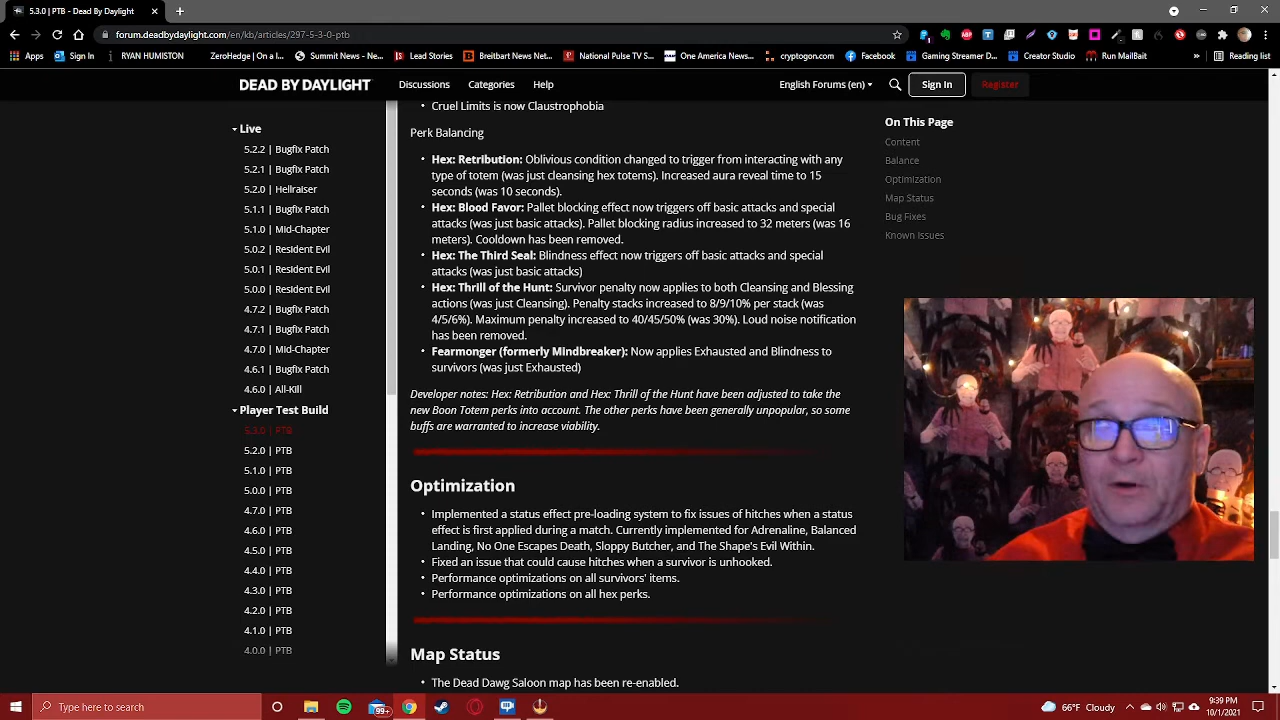 5.3.0 | PTB - Dead by Daylight
forum.deadbydaylight.com/en/kb/articles/297-5-3-0-ptb
Apps
Sign In
RYAN HUMISTON
ZeroHedge | On a l...
Summit News - Ne...
Lead Stories
Breitbart News Net...
National Pulse TV S...
One America News...
cryptogon.com
Facebook
Gaming Streamer D...
Creator Studio
Run MailBait
»
Reading list
DEAD BY DAYLIGHT
Discussions
Categories
Help
English Forums (en)
Sign In
Register
Live
5.2.2 | Bugfix Patch
5.2.1 | Bugfix Patch
5.2.0 | Hellraiser
5.1.1 | Bugfix Patch
5.1.0 | Mid-Chapter
5.0.2 | Resident Evil
5.0.1 | Resident Evil
5.0.0 | Resident Evil
4.7.2 | Bugfix Patch
4.7.1 | Bugfix Patch
4.7.0 | Mid-Chapter
4.6.1 | Bugfix Patch
4.6.0 | All-Kill
Player Test Build
5.3.0 | PTB
5.2.0 | PTB
5.1.0 | PTB
5.0.0 | PTB
4.7.0 | PTB
4.6.0 | PTB
4.5.0 | PTB
4.4.0 | PTB
4.3.0 | PTB
4.2.0 | PTB
4.1.0 | PTB
4.0.0 | PTB
• Cruel Limits is now Claustrophobia
Perk Balancing
• Hex: Retribution: Oblivious condition changed to trigger from interacting with any
type of totem (was just cleansing hex totems). Increased aura reveal time to 15
seconds (was 10 seconds).
• Hex: Blood Favor: Pallet blocking effect now triggers off basic attacks and special
attacks (was just basic attacks). Pallet blocking radius increased to 32 meters (was 16
meters). Cooldown has been removed.
• Hex: The Third Seal: Blindness effect now triggers off basic attacks and special
attacks (was just basic attacks)
• Hex: Thrill of the Hunt: Survivor penalty now applies to both Cleansing and Blessing
actions (was just Cleansing). Penalty stacks increased to 8/9/10% per stack (was
4/5/6%). Maximum penalty increased to 40/45/50% (was 30%). Loud noise notification
has been removed.
• Fearmonger (formerly Mindbreaker): Now applies Exhausted and Blindness to
survivors (was just Exhausted)
Developer notes: Hex: Retribution and Hex: Thrill of the Hunt have been adjusted to take the
new Boon Totem perks into account. The other perks have been generally unpopular, so some
buffs are warranted to increase viability.
Optimization
• Implemented a status effect pre-loading system to fix issues of hitches when a status
effect is first applied during a match. Currently implemented for Adrenaline, Balanced
Landing, No One Escapes Death, Sloppy Butcher, and The Shape's Evil Within.
• Fixed an issue that could cause hitches when a survivor is unhooked.
• Performance optimizations on all survivors' items.
• Performance optimizations on all hex perks.
Map Status
• The Dead Dawg Saloon map has been re-enabled.
On This Page
Content
Balance
Optimization
Map Status
Bug Fixes
Known Issues
Type here to search
99+
66°F Cloudy
9:39 PM
10/1/2021